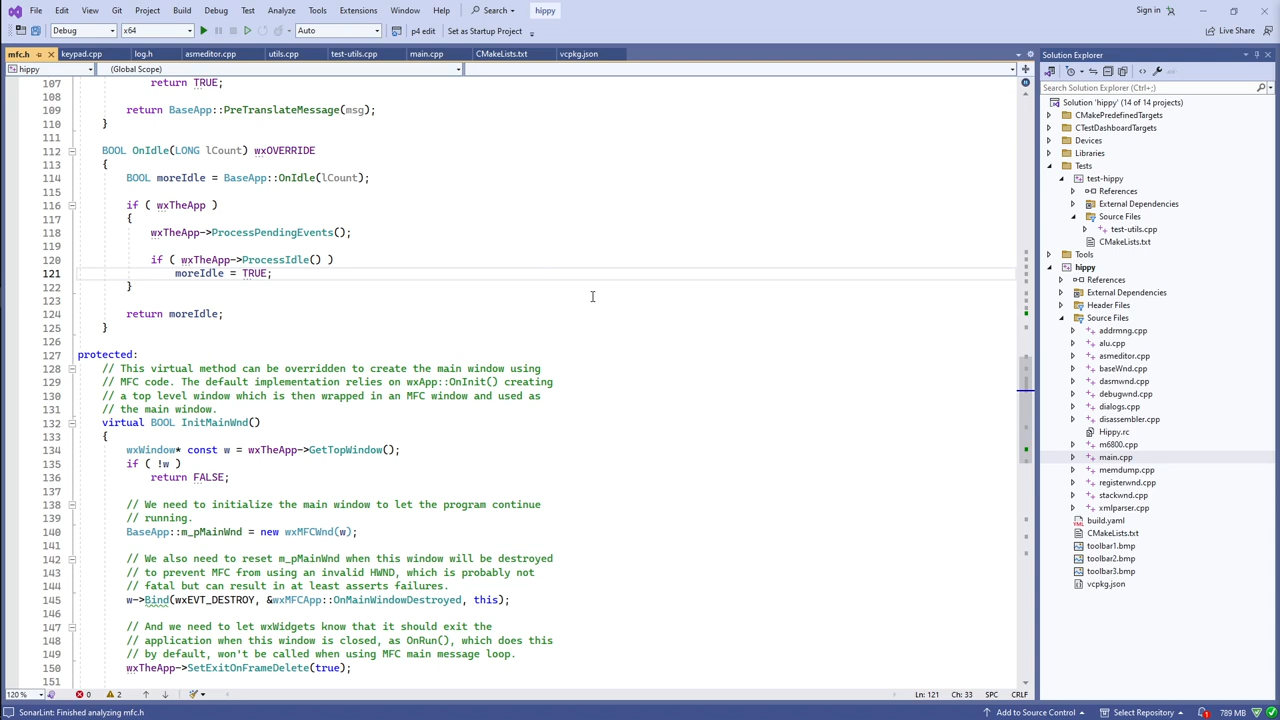 File Edit View Git Project Build Debug Test Analyze Tools Extensions Window Help Search hippy Sign in
Debug x64 Auto p4 edit Set as Startup Project Live Share
mfc.h keypad.cpp log.h asmeditor.cpp utils.cpp test-utils.cpp main.cpp CMakeLists.txt vcpkg.json
hippy (Global Scope)
107 return TRUE;
108
109 return BaseApp::PreTranslateMessage(msg);
110 }
111
112 BOOL OnIdle(LONG lCount) wxOVERRIDE
113 {
114 BOOL moreIdle = BaseApp::OnIdle(lCount);
115
116 if ( wxTheApp )
117 {
118 wxTheApp->ProcessPendingEvents();
119
120 if ( wxTheApp->ProcessIdle() )
121 moreIdle = TRUE;
122 }
123
124 return moreIdle;
125 }
126
127 protected:
128 // This virtual method can be overridden to create the main window using
129 // MFC code. The default implementation relies on wxApp::OnInit() creating
130 // a top level window which is then wrapped in an MFC window and used as
131 // the main window.
132 virtual BOOL InitMainWnd()
133 {
134 wxWindow* const w = wxTheApp->GetTopWindow();
135 if ( !w )
136 return FALSE;
137
138 // We need to initialize the main window to let the program continue
139 // running.
140 BaseApp::m_pMainWnd = new wxMFCWnd(w);
141
142 // We also need to reset m_pMainWnd when this window will be destroyed
143 // to prevent MFC from using an invalid HWND, which is probably not
144 // fatal but can result in at least asserts failures.
145 w->Bind(wxEVT_DESTROY, &wxMFCApp::OnMainWindowDestroyed, this);
146
147 // And we need to let wxWidgets know that it should exit the
148 // application when this window is closed, as OnRun(), which does this
149 // by default, won't be called when using MFC main message loop.
150 wxTheApp->SetExitOnFrameDelete(true);
151
120% 0 2 Ln: 121 Ch: 33 SPC CRLF
Solution Explorer
Search Solution Explorer (Ctrl+;)
Solution 'hippy' (14 of 14 projects)
CMakePredefinedTargets
CTestDashboardTargets
Devices
Libraries
Tests
test-hippy
References
External Dependencies
Source Files
test-utils.cpp
CMakeLists.txt
Tools
hippy
References
External Dependencies
Header Files
Source Files
addrmng.cpp
alu.cpp
asmeditor.cpp
baseWnd.cpp
dasmwnd.cpp
debugwnd.cpp
dialogs.cpp
disassembler.cpp
Hippy.rc
m6800.cpp
main.cpp
memdump.cpp
registerwnd.cpp
stackwnd.cpp
xmlparser.cpp
build.yaml
CMakeLists.txt
toolbar1.bmp
toolbar2.bmp
toolbar3.bmp
vcpkg.json
SonarLint: Finished analyzing mfc.h Add to Source Control Select Repository 1 789 MB